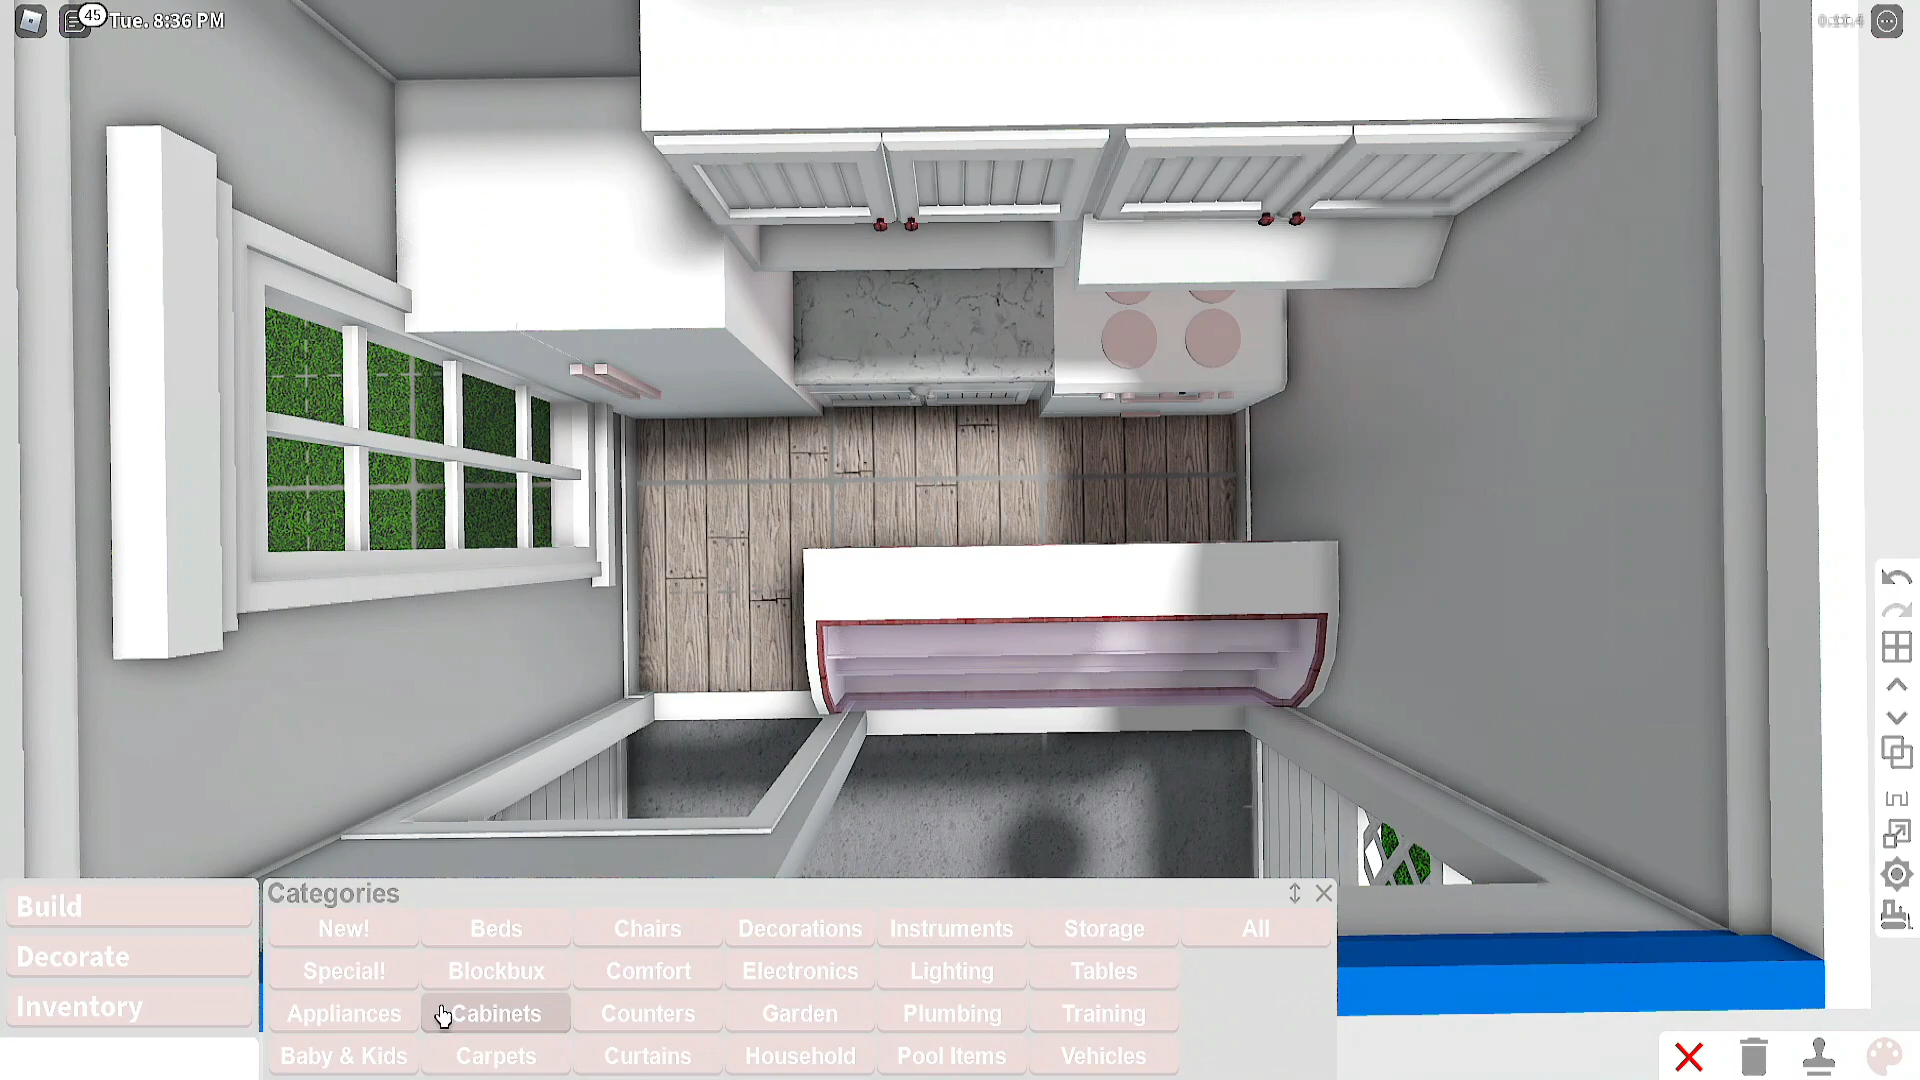 45 Tue. 8:36 PM
Build
Decorate
Inventory
Categories
New! Beds Chairs Decorations Instruments Storage All
Special! Blockbux Comfort Electronics Lighting Tables
Appliances Cabinets Counters Garden Plumbing Training
Baby & Kids Carpets Curtains Household Pool Items Vehicles